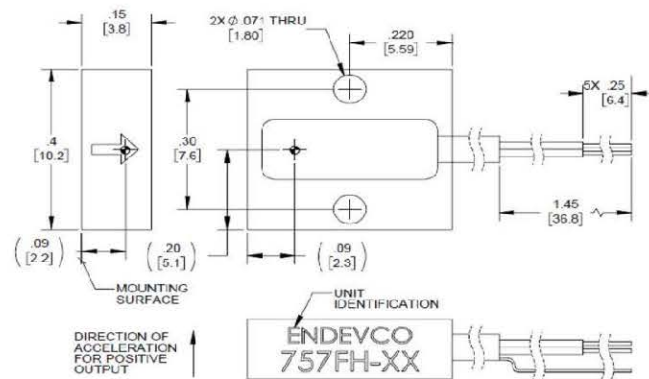 .15
[3.8]
2X Ø .071 THRU
[1.80]
.220
[5.59]
5X .25
[6.4]
.4
[10.2]
.30
[7.6]
1.45
[36.8]
(.09
[2.2])
(.20
[5.1])
(.09
[2.3])
MOUNTING
SURFACE
UNIT
IDENTIFICATION
DIRECTION OF
ACCELERATION
FOR POSITIVE
OUTPUT
ENDEVCO
757FH-XX